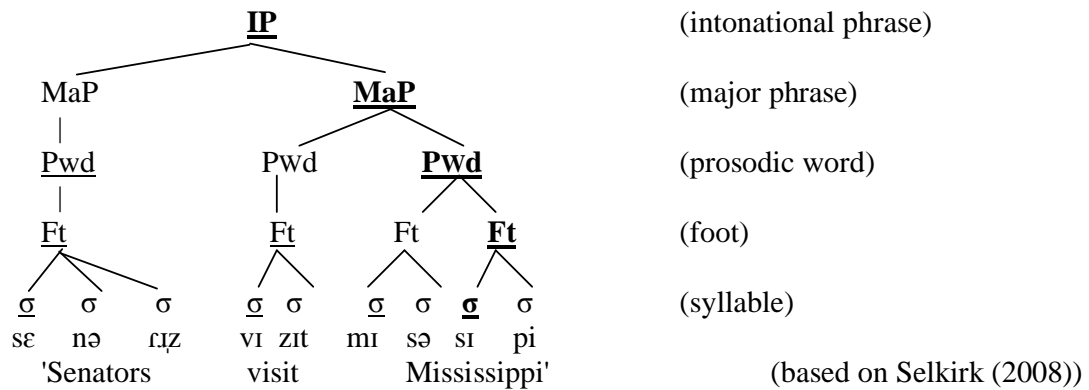 IP (intonational phrase)
MaP MaP (major phrase)
Pwd Pwd Pwd (prosodic word)
Ft Ft Ft Ft (foot)
σ σ σ σ σ σ σ σ σ (syllable)
sɛ nə ɾɹ̩z vɪ zɪt mɪ sə sɪ pi
'Senators visit Mississippi' (based on Selkirk (2008))